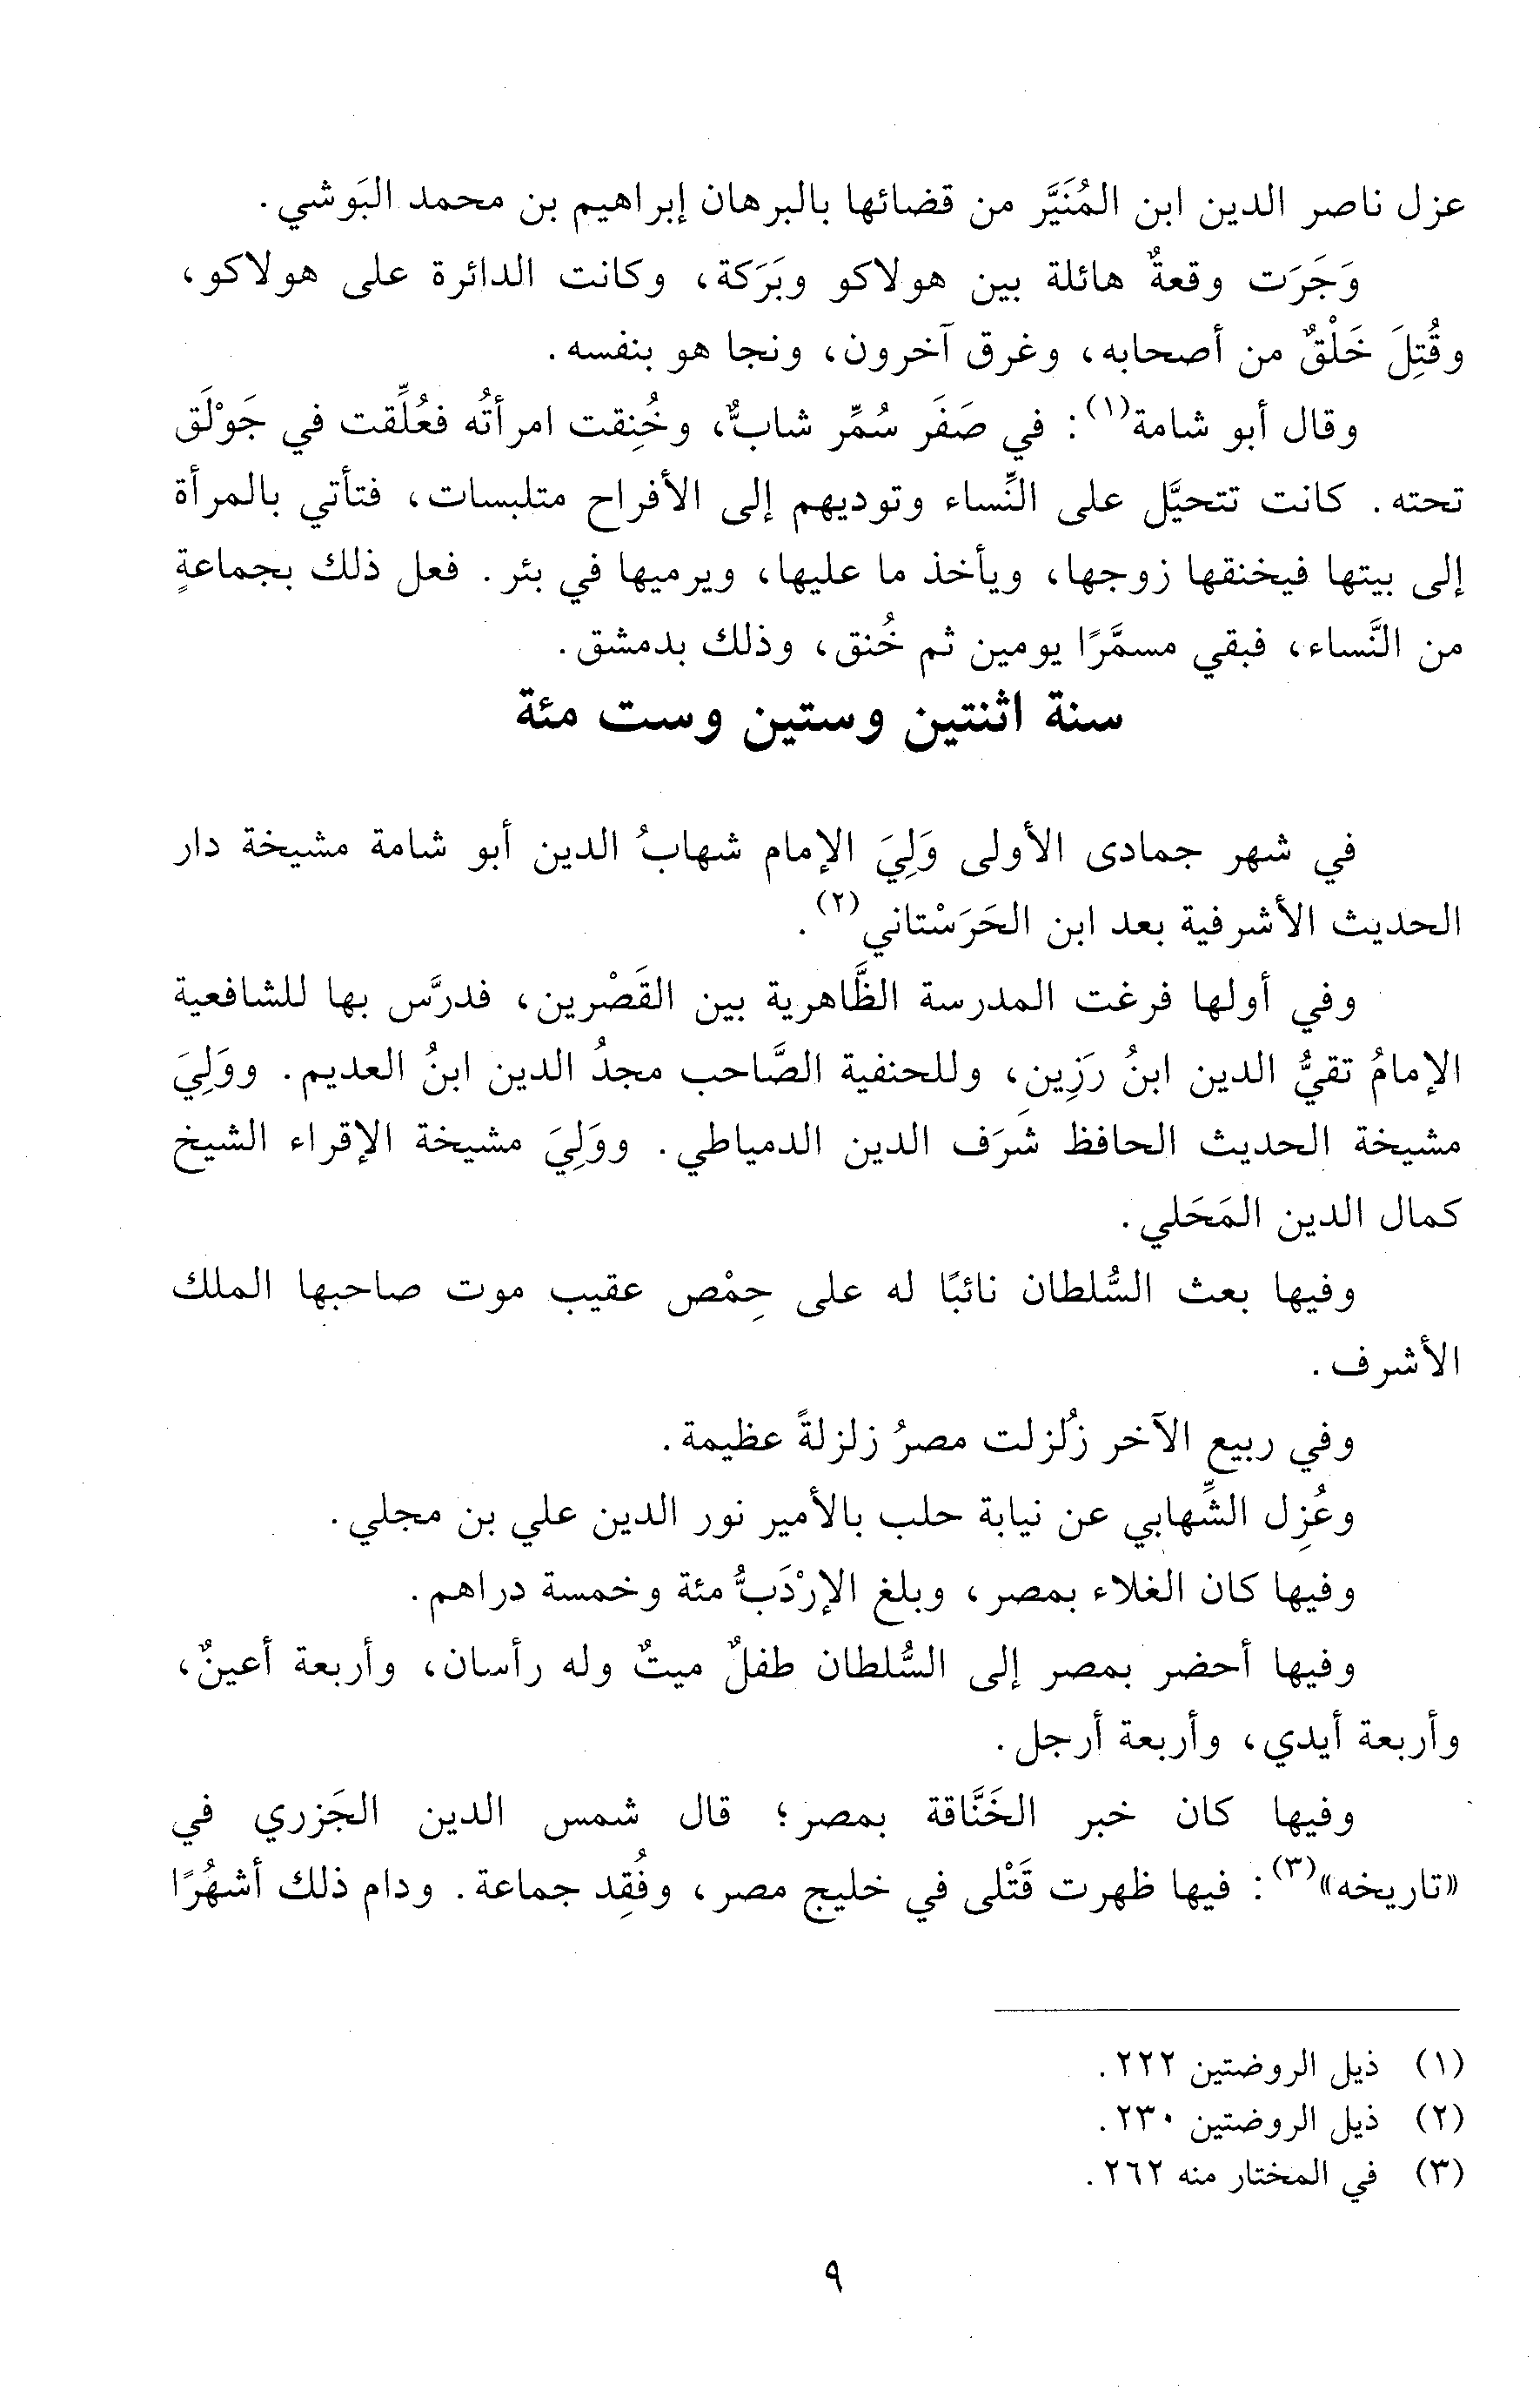 عزل ناصر الدين ابن المُنَيَّر من قضائها بالبرهان إبراهيم بن محمد البَوشي.
وَجَرَت وقعةٌ هائلة بين هولاكو وبَرَكة، وكانت الدائرة على هولاكو،
وقُتِلَ خَلْقٌ من أصحابه، وغرق آخرون، ونجا هو بنفسه.
وقال أبو شامة(١): في صَفَر سُمِّر شابٌّ، وخُنِقت امرأتُه فعُلِّقت في جَوْلَق
تحته. كانت تتحيَّل على النِّساء وتوديهم إلى الأفراح متلبسات، فتأتي بالمرأة
إلى بيتها فيخنقها زوجها، ويأخذ ما عليها، ويرميها في بئر. فعل ذلك بجماعةٍ
من النَّساء، فبقي مسمَّرًا يومين ثم خُنق، وذلك بدمشق.
سنة اثنتين وستين وست مئة
في شهر جمادى الأولى وَلِيَ الإمام شهابُ الدين أبو شامة مشيخة دار
الحديث الأشرفية بعد ابن الحَرَسْتاني(٢).
وفي أولها فرغت المدرسة الظَّاهرية بين القَصْرين، فدرَّس بها للشافعية
الإمامُ تقيُّ الدين ابنُ رَزِين، وللحنفية الصَّاحب مجدُ الدين ابنُ العديم. ووَلِيَ
مشيخة الحديث الحافظ شَرَف الدين الدمياطي. ووَلِيَ مشيخة الإقراء الشيخ
كمال الدين المَحَلي.
وفيها بعث السُّلطان نائبًا له على حِمْص عقيب موت صاحبها الملك
الأشرف.
وفي ربيع الآخر زُلزلت مصرُ زلزلةً عظيمة.
وعُزِل الشِّهابي عن نيابة حلب بالأمير نور الدين علي بن مجلي.
وفيها كان الغلاء بمصر، وبلغ الإرْدَبُّ مئة وخمسة دراهم.
وفيها أحضر بمصر إلى السُّلطان طفلٌ ميتٌ وله رأسان، وأربعة أعينٌ،
وأربعة أيدي، وأربعة أرجل.
وفيها كان خبر الخَنَّاقة بمصر؛ قال شمس الدين الجَزري في
«تاريخه»(٣): فيها ظهرت قَتْلى في خليج مصر، وفُقِد جماعة. ودام ذلك أشهُرًا
(١) ذيل الروضتين ٢٢٢.
(٢) ذيل الروضتين ٢٣٠.
(٣) في المختار منه ٢٦٢.
٩